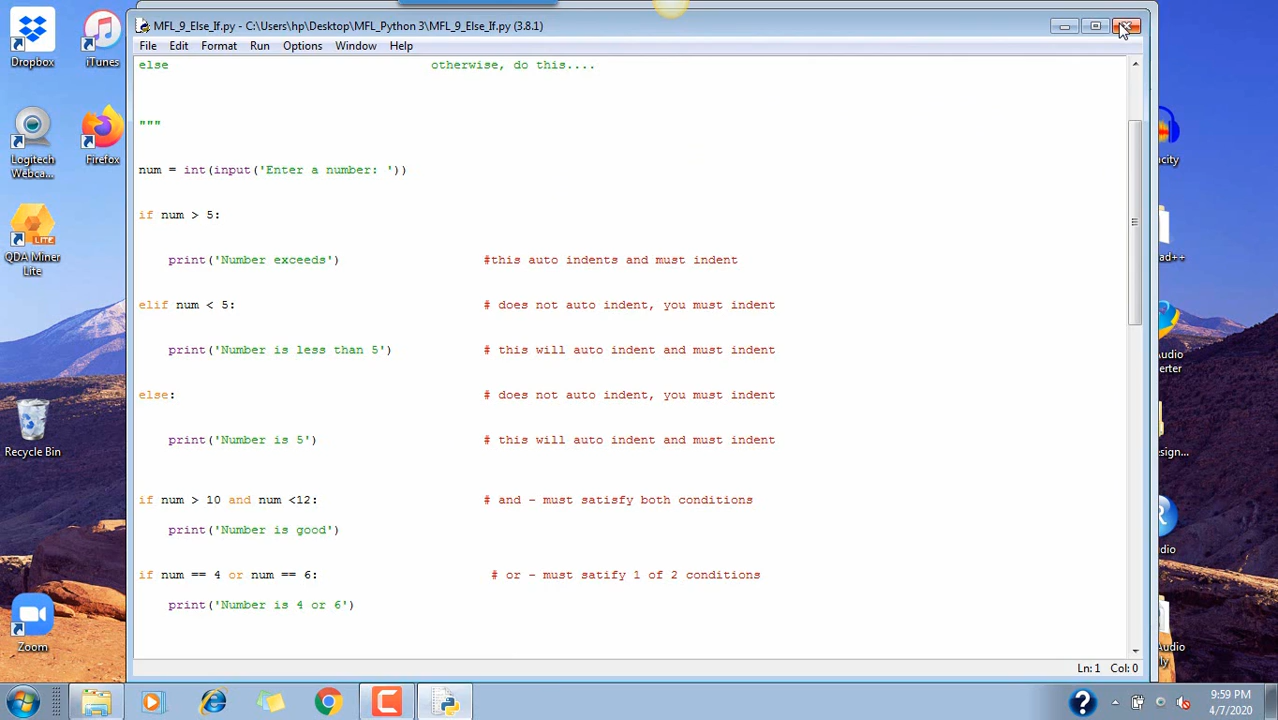 MFL_9_Else_If.py - C:\Users\hp\Desktop\MFL_Python 3\MFL_9_Else_If.py (3.8.1)
File Edit Format Run Options Window Help
else otherwise, do this....
"""
num = int(input('Enter a number: '))
if num > 5:
print('Number exceeds') #this auto indents and must indent
elif num < 5: # does not auto indent, you must indent
print('Number is less than 5') # this will auto indent and must indent
else: # does not auto indent, you must indent
print('Number is 5') # this will auto indent and must indent
if num > 10 and num <12: # and - must satisfy both conditions
print('Number is good')
if num == 4 or num == 6: # or - must satify 1 of 2 conditions
print('Number is 4 or 6')
Ln: 1 Col: 0
Dropbox
iTunes
Logitech
Webca...
Firefox
QDA Miner
Lite
Recycle Bin
Zoom
9:59 PM
4/7/2020